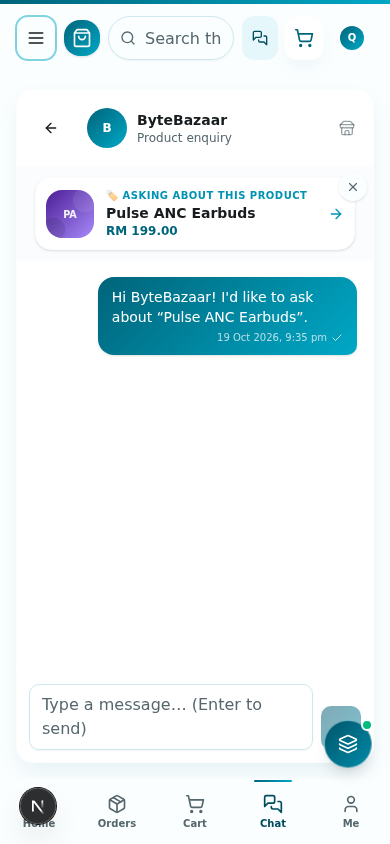 Search th
Q
B
ByteBazaar
Product enquiry
PA
🏷️ ASKING ABOUT THIS PRODUCT
Pulse ANC Earbuds
RM 199.00
Hi ByteBazaar! I'd like to ask
about “Pulse ANC Earbuds”.
19 Oct 2026, 9:35 pm
Type a message… (Enter to
send)
N
Home
Orders
Cart
Chat
Me